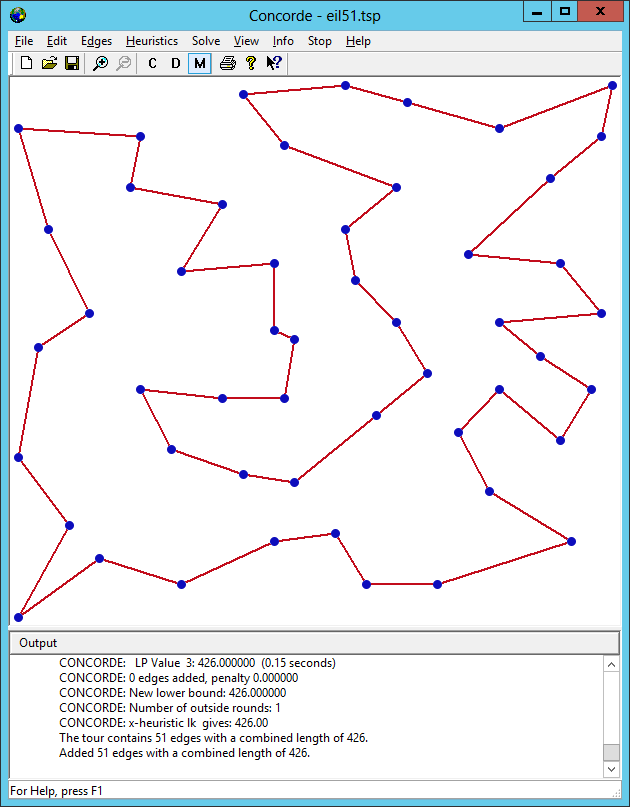 Concorde - eil51.tsp
File Edit Edges Heuristics Solve View Info Stop Help
C D M
Output
CONCORDE:   LP Value  3: 426.000000  (0.15 seconds)
CONCORDE: 0 edges added, penalty 0.000000
CONCORDE: New lower bound: 426.000000
CONCORDE: Number of outside rounds: 1
CONCORDE: x-heuristic lk  gives: 426.00
The tour contains 51 edges with a combined length of 426.
Added 51 edges with a combined length of 426.
For Help, press F1